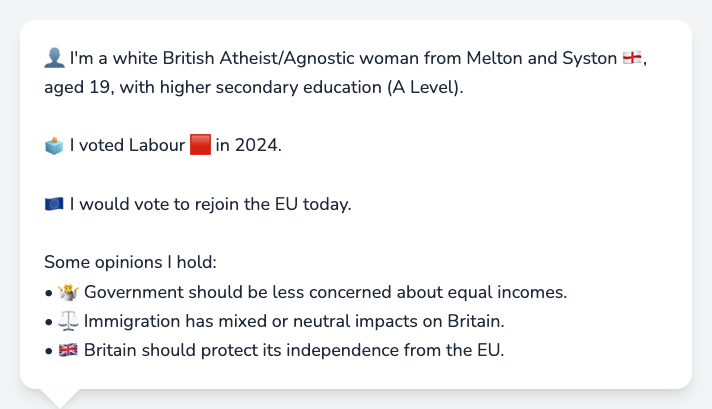 👤 I'm a white British Atheist/Agnostic woman from Melton and Syston 🏴󠁧󠁢󠁥󠁮󠁧󠁿,
aged 19, with higher secondary education (A Level).
🗳️ I voted Labour 🟥 in 2024.
🇪🇺 I would vote to rejoin the EU today.
Some opinions I hold:
• 🤷 Government should be less concerned about equal incomes.
• ⚖️ Immigration has mixed or neutral impacts on Britain.
• 🇬🇧 Britain should protect its independence from the EU.